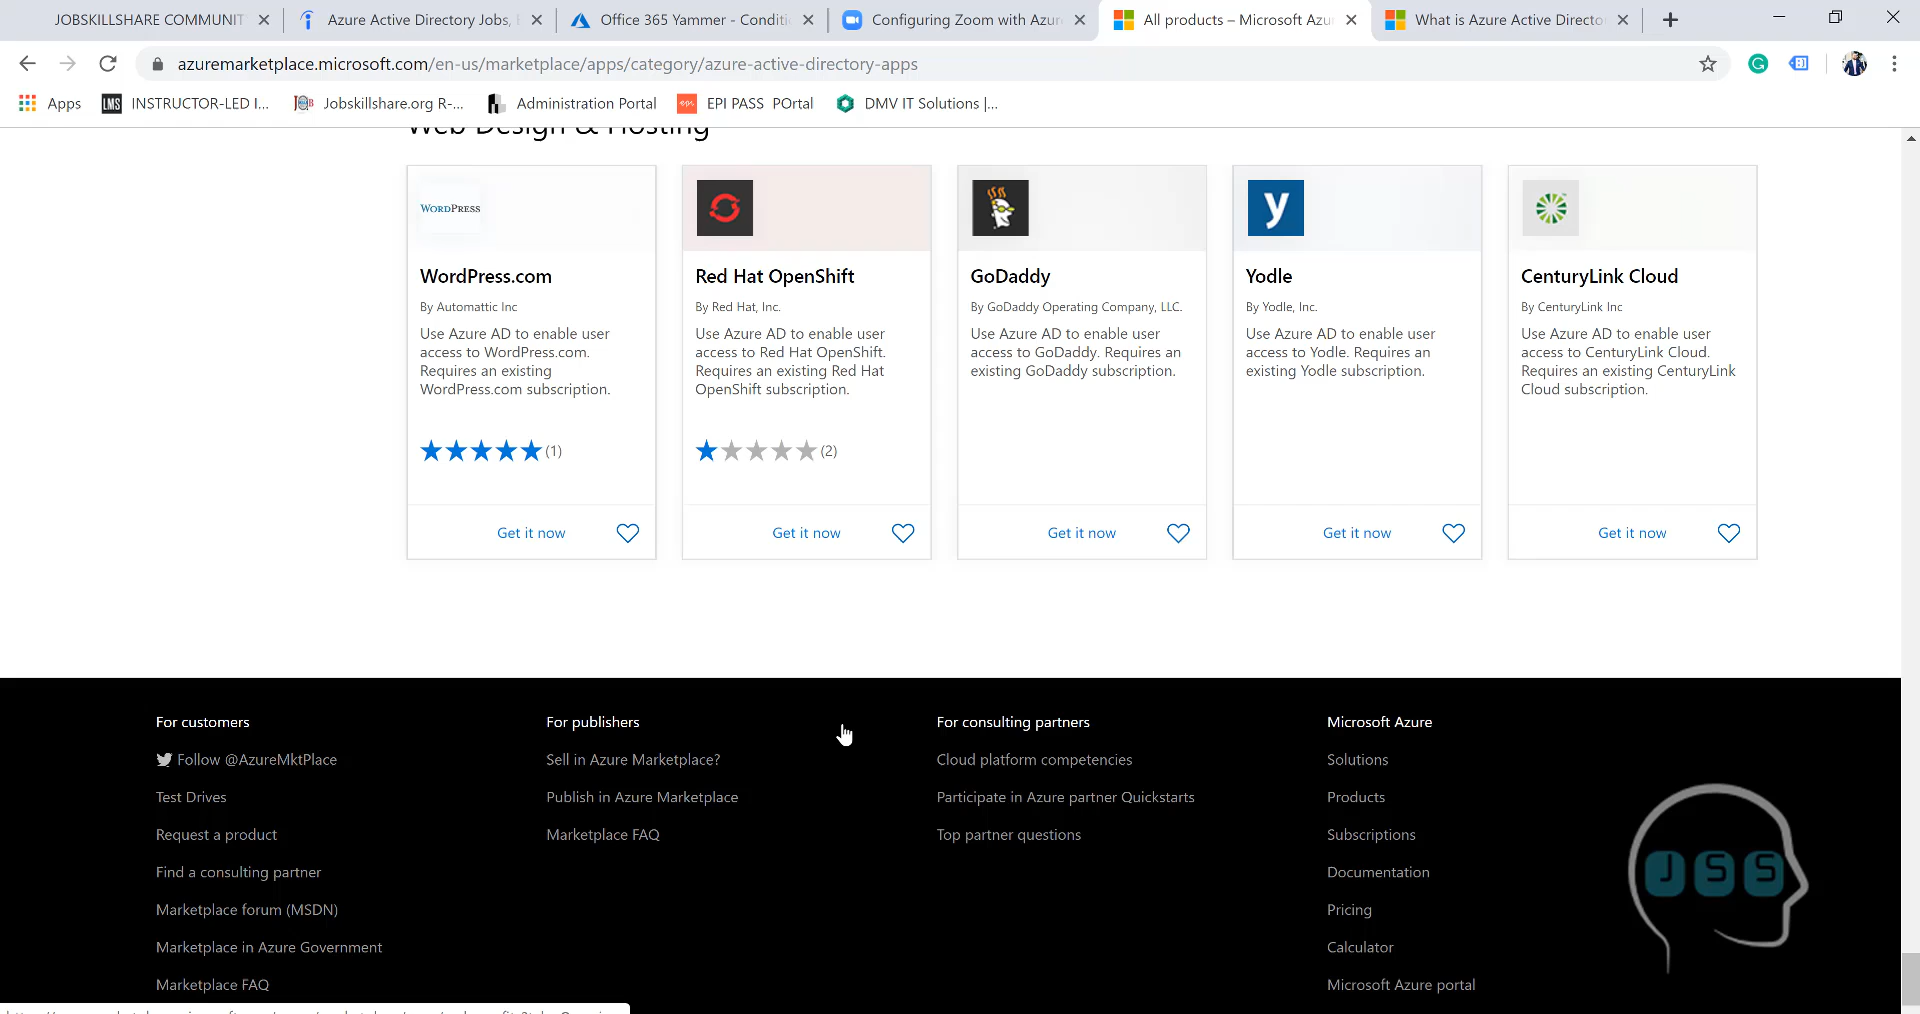 JOBSKILLSHARE COMMUNIT
Azure Active Directory Jobs,
Office 365 Yammer - Conditi
Configuring Zoom with Azur
All products – Microsoft Azur
What is Azure Active Directo
azuremarketplace.microsoft.com/en-us/marketplace/apps/category/azure-active-directory-apps
Apps
LMS
INSTRUCTOR-LED I...
Jobskillshare.org R-...
Administration Portal
EPI PASS POrtal
DMV IT Solutions |...
Web Design & Hosting
WORDPRESS
WordPress.com
By Automattic Inc
Use Azure AD to enable user
access to WordPress.com.
Requires an existing
WordPress.com subscription.
(1)
Get it now
Red Hat OpenShift
By Red Hat, Inc.
Use Azure AD to enable user
access to Red Hat OpenShift.
Requires an existing Red Hat
OpenShift subscription.
(2)
Get it now
GoDaddy
By GoDaddy Operating Company, LLC.
Use Azure AD to enable user
access to GoDaddy. Requires an
existing GoDaddy subscription.
Get it now
y
Yodle
By Yodle, Inc.
Use Azure AD to enable user
access to Yodle. Requires an
existing Yodle subscription.
Get it now
CenturyLink Cloud
By CenturyLink Inc
Use Azure AD to enable user
access to CenturyLink Cloud.
Requires an existing CenturyLink
Cloud subscription.
Get it now
For customers
Follow @AzureMktPlace
Test Drives
Request a product
Find a consulting partner
Marketplace forum (MSDN)
Marketplace in Azure Government
Marketplace FAQ
For publishers
Sell in Azure Marketplace?
Publish in Azure Marketplace
Marketplace FAQ
For consulting partners
Cloud platform competencies
Participate in Azure partner Quickstarts
Top partner questions
Microsoft Azure
Solutions
Products
Subscriptions
Documentation
Pricing
Calculator
Microsoft Azure portal
JSS